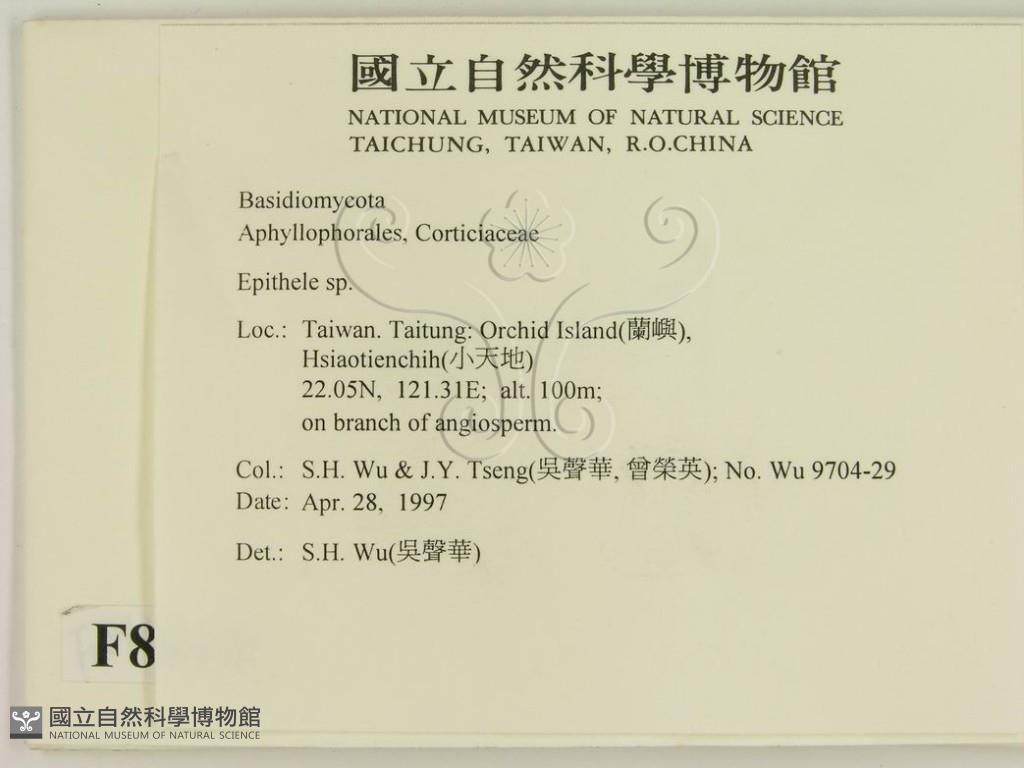 國立自然科學博物館
NATIONAL MUSEUM OF NATURAL SCIENCE
TAICHUNG, TAIWAN, R.O.CHINA
Basidiomycota
Aphyllophorales, Corticiaceae
Epithele sp.
Loc.: Taiwan. Taitung: Orchid Island(蘭嶼),
Hsiaotienchih(小天地)
22.05N, 121.31E; alt. 100m;
on branch of angiosperm.
Col.: S.H. Wu & J.Y. Tseng(吳聲華, 曾榮英); No. Wu 9704-29
Date: Apr. 28, 1997
Det.: S.H. Wu(吳聲華)
F8
國立自然科學博物館
NATIONAL MUSEUM OF NATURAL SCIENCE